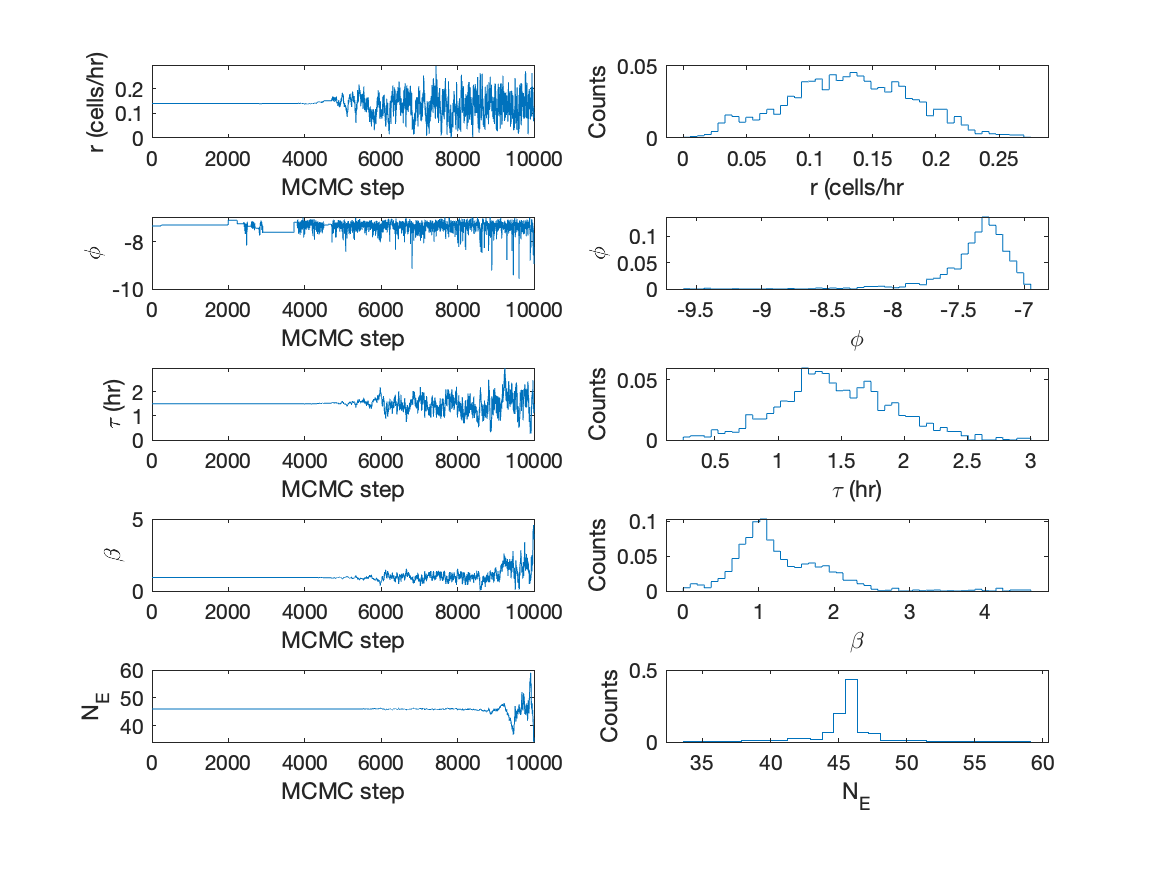 r (cells/hr)
0.2
0.1
0
0 2000 4000 6000 8000 10000
MCMC step
Counts
0.05
0
0 0.05 0.1 0.15 0.2 0.25
r (cells/hr
ϕ
-8
-10
0 2000 4000 6000 8000 10000
MCMC step
ϕ
0.1
0.05
0
-9.5 -9 -8.5 -8 -7.5 -7
ϕ
τ (hr)
2
1
0
0 2000 4000 6000 8000 10000
MCMC step
Counts
0.05
0
0.5 1 1.5 2 2.5 3
τ (hr)
β
5
0
0 2000 4000 6000 8000 10000
MCMC step
Counts
0.1
0.05
0
0 1 2 3 4
β
N_E
60
50
40
0 2000 4000 6000 8000 10000
MCMC step
Counts
0.5
0
35 40 45 50 55 60
N_E